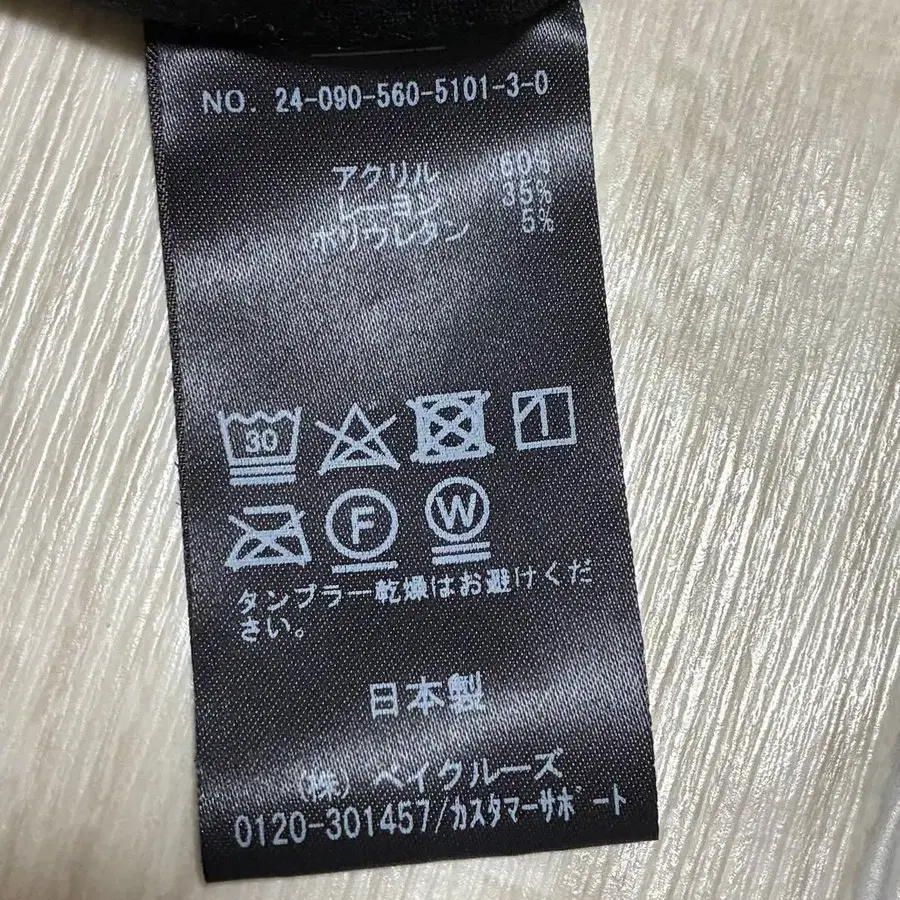 NO. 24-090-560-5101-3-0
アクリル 60%
レーヨン 35%
ポリウレタン 5%
30
F
W
タンブラー乾燥はお避けくだ
さい。
日本製
(株) ベイクルーズ
0120-301457/カスタマーサポート